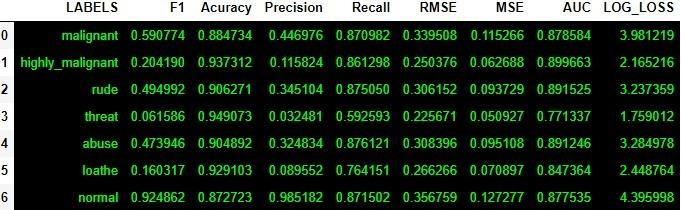 LABELS F1 Acuracy Precision Recall RMSE MSE AUC LOG_LOSS
0 malignant 0.590774 0.884734 0.446976 0.870982 0.339508 0.115266 0.878584 3.981219
1 highly_malignant 0.204190 0.937312 0.115824 0.861298 0.250376 0.062688 0.899663 2.165216
2 rude 0.494992 0.906271 0.345104 0.875050 0.306152 0.093729 0.891525 3.237359
3 threat 0.061586 0.949073 0.032481 0.592593 0.225671 0.050927 0.771337 1.759012
4 abuse 0.473946 0.904892 0.324834 0.876121 0.308396 0.095108 0.891246 3.284978
5 loathe 0.160317 0.929103 0.089552 0.764151 0.266266 0.070897 0.847364 2.448764
6 normal 0.924862 0.872723 0.985182 0.871502 0.356759 0.127277 0.877535 4.395998